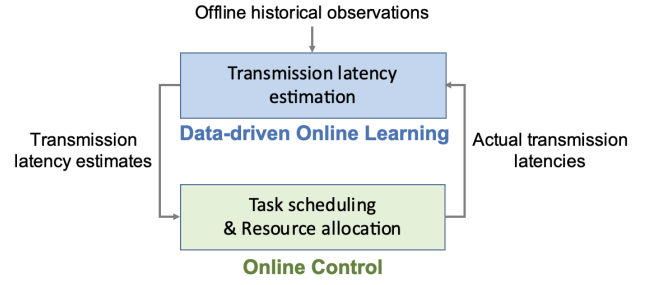 Offline historical observations
Transmission latency
estimation
Data-driven Online Learning
Transmission
latency estimates
Actual transmission
latencies
Task scheduling
& Resource allocation
Online Control